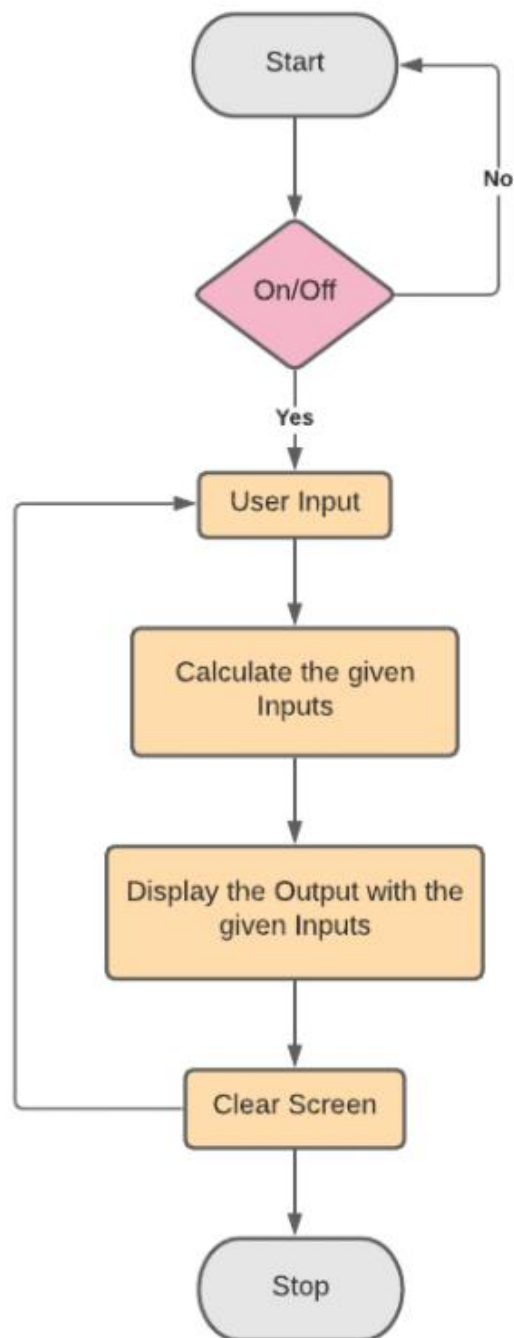 Start
No
On/Off
Yes
User Input
Calculate the given
Inputs
Display the Output with the
given Inputs
Clear Screen
Stop